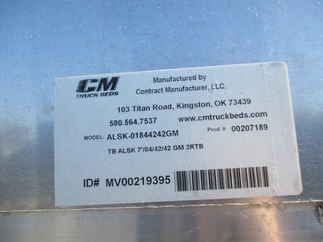 CM
TRUCK BEDS
Manufactured by
Contract Manufacturer, LLC.
103 Titan Road, Kingston, OK 73439
580.564.7537 www.cmtruckbeds.com
MODEL: ALSK-01844242GM Prod # 00207189
TB ALSK 7'/84/42/42 GM 2RTB
ID# MV00219395